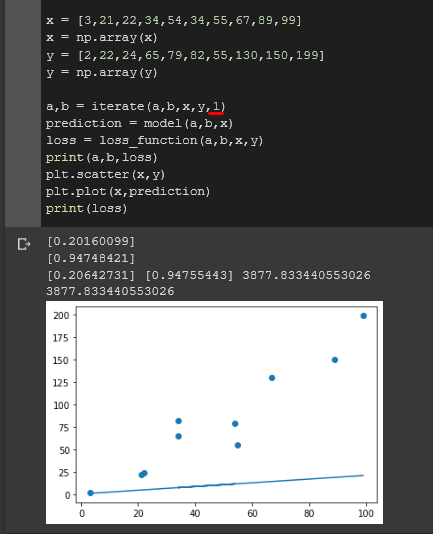 x = [3,21,22,34,54,34,55,67,89,99]
x = np.array(x)
y = [2,22,24,65,79,82,55,130,150,199]
y = np.array(y)
a,b = iterate(a,b,x,y,1)
prediction = model(a,b,x)
loss = loss_function(a,b,x,y)
print(a,b,loss)
plt.scatter(x,y)
plt.plot(x,prediction)
print(loss)
[0.20160099]
[0.94748421]
[0.20642731] [0.94755443] 3877.833440553026
3877.833440553026
200
175
150
125
100
75
50
25
0
0 20 40 60 80 100